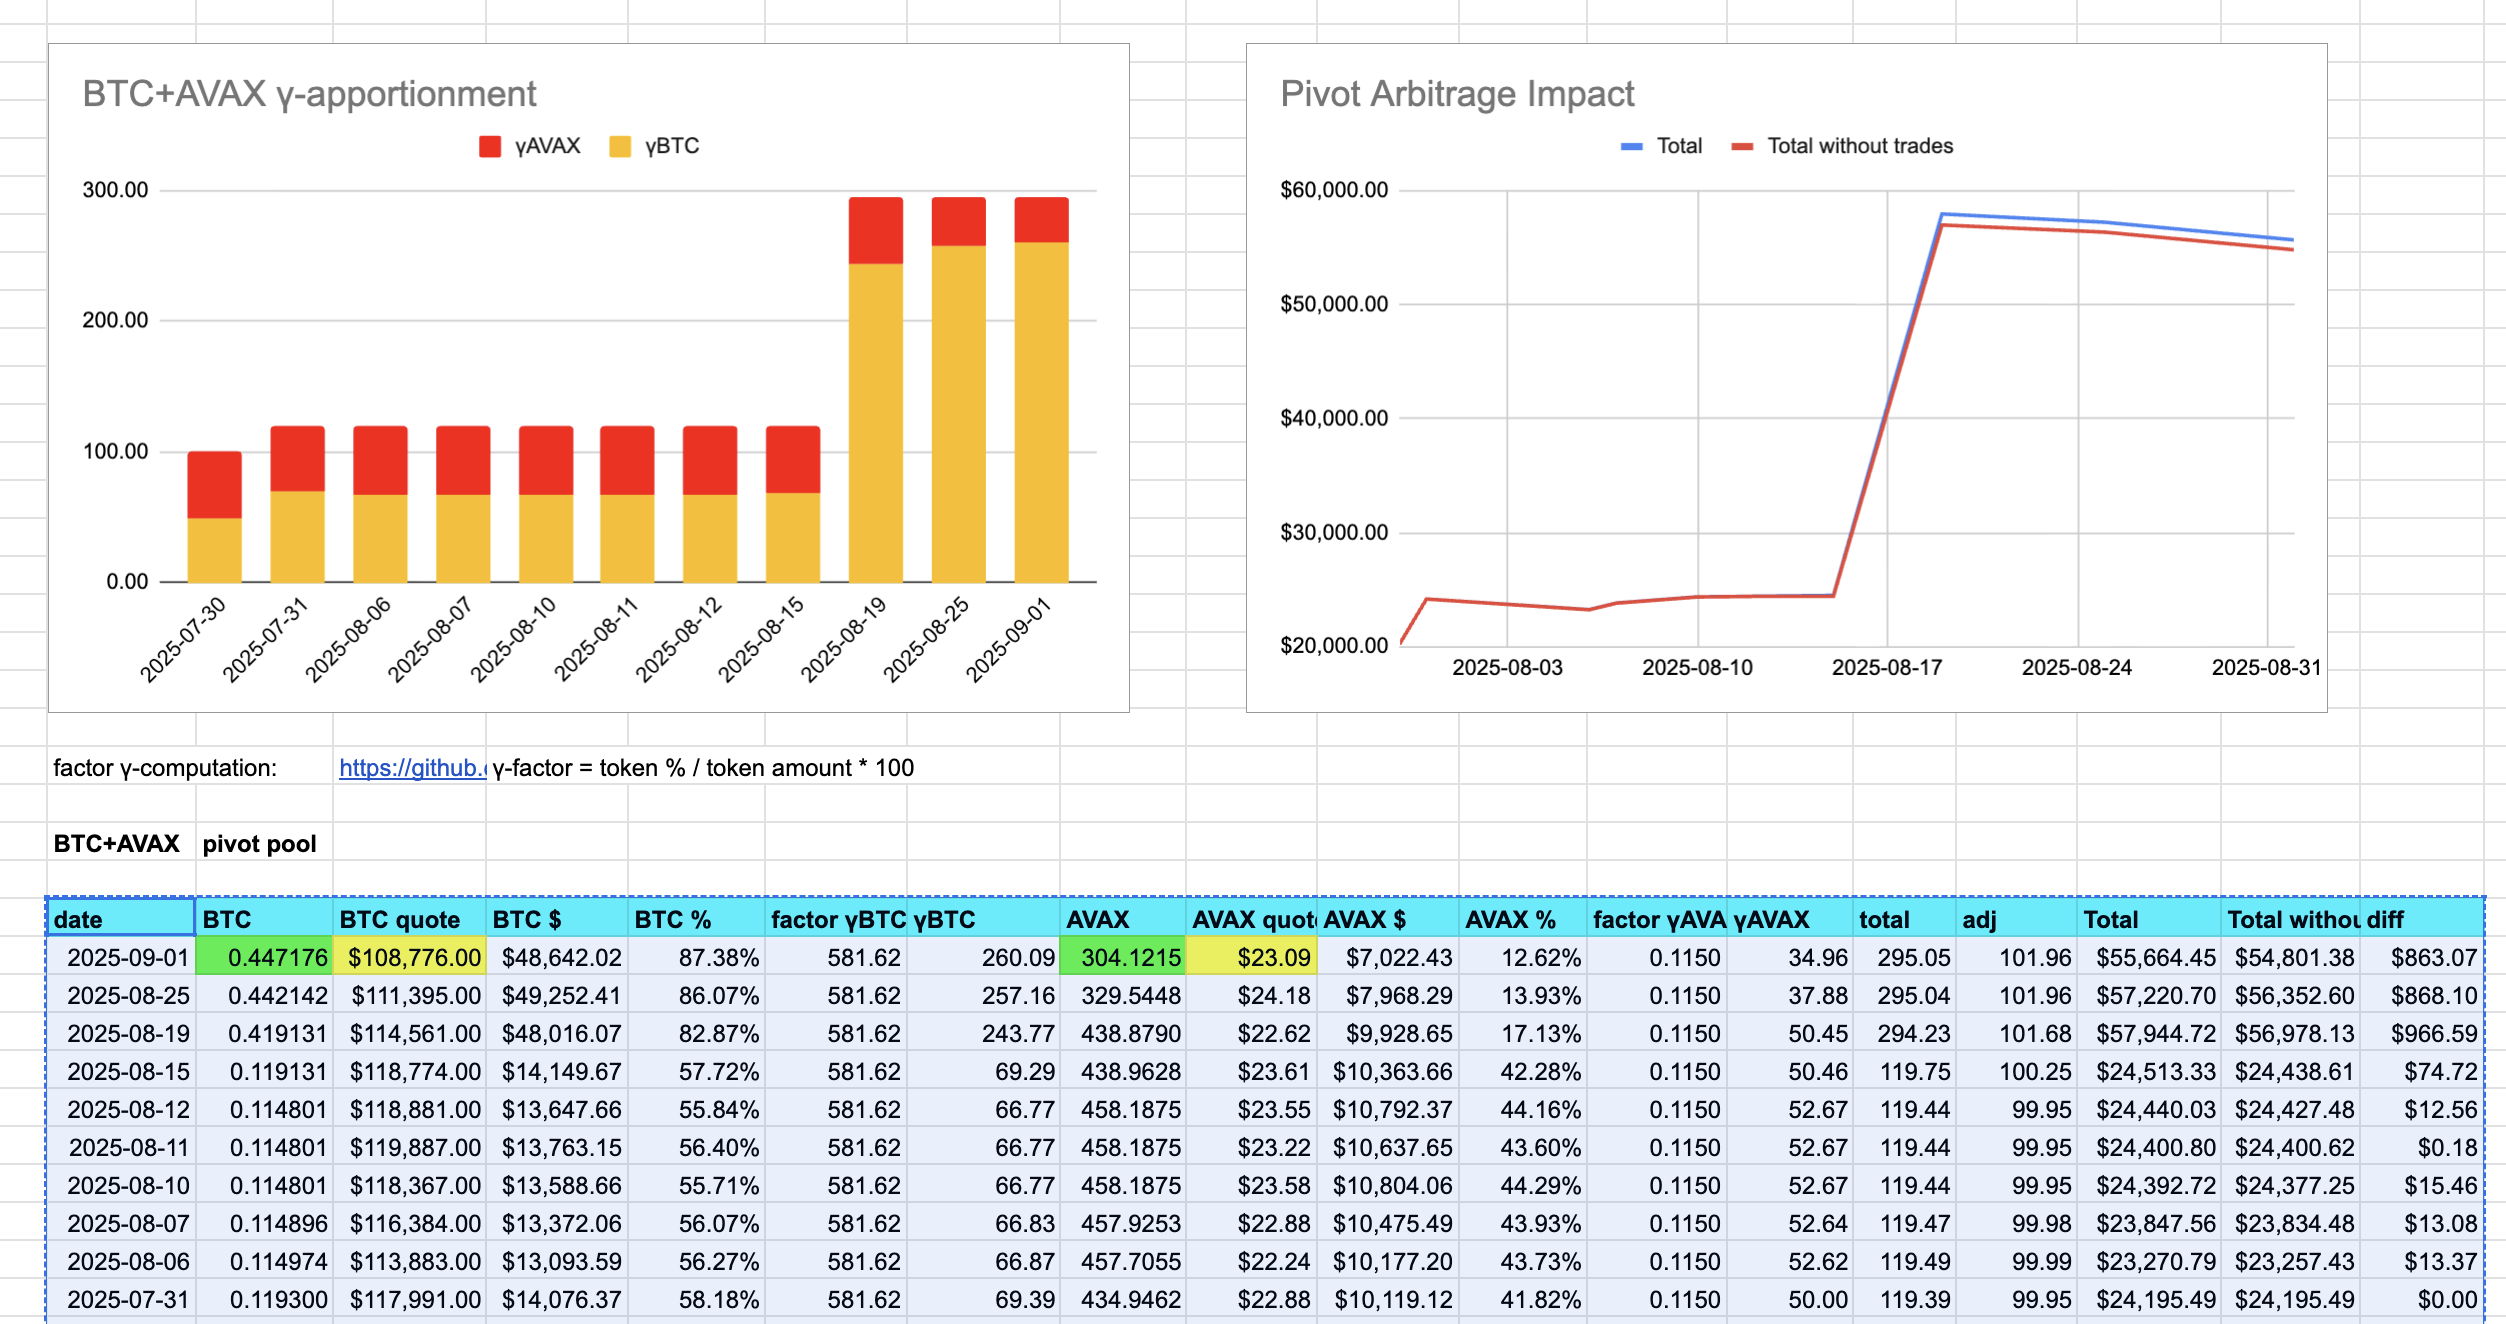 BTC+AVAX γ-apportionment
γAVAX γBTC
300.00
200.00
100.00
0.00
2025-07-30 2025-07-31 2025-08-06 2025-08-07 2025-08-10 2025-08-11 2025-08-12 2025-08-15 2025-08-19 2025-08-25 2025-09-01
Pivot Arbitrage Impact
Total Total without trades
$60,000.00
$50,000.00
$40,000.00
$30,000.00
$20,000.00
2025-08-03 2025-08-10 2025-08-17 2025-08-24 2025-08-31
factor γ-computation: https://github. γ-factor = token % / token amount * 100
BTC+AVAX pivot pool
date BTC BTC quote BTC $ BTC % factor γBTC γBTC AVAX AVAX quot AVAX $ AVAX % factor γAVA γAVAX total adj Total Total withou diff
2025-09-01 0.447176 $108,776.00 $48,642.02 87.38% 581.62 260.09 304.1215 $23.09 $7,022.43 12.62% 0.1150 34.96 295.05 101.96 $55,664.45 $54,801.38 $863.07
2025-08-25 0.442142 $111,395.00 $49,252.41 86.07% 581.62 257.16 329.5448 $24.18 $7,968.29 13.93% 0.1150 37.88 295.04 101.96 $57,220.70 $56,352.60 $868.10
2025-08-19 0.419131 $114,561.00 $48,016.07 82.87% 581.62 243.77 438.8790 $22.62 $9,928.65 17.13% 0.1150 50.45 294.23 101.68 $57,944.72 $56,978.13 $966.59
2025-08-15 0.119131 $118,774.00 $14,149.67 57.72% 581.62 69.29 438.9628 $23.61 $10,363.66 42.28% 0.1150 50.46 119.75 100.25 $24,513.33 $24,438.61 $74.72
2025-08-12 0.114801 $118,881.00 $13,647.66 55.84% 581.62 66.77 458.1875 $23.55 $10,792.37 44.16% 0.1150 52.67 119.44 99.95 $24,440.03 $24,427.48 $12.56
2025-08-11 0.114801 $119,887.00 $13,763.15 56.40% 581.62 66.77 458.1875 $23.22 $10,637.65 43.60% 0.1150 52.67 119.44 99.95 $24,400.80 $24,400.62 $0.18
2025-08-10 0.114801 $118,367.00 $13,588.66 55.71% 581.62 66.77 458.1875 $23.58 $10,804.06 44.29% 0.1150 52.67 119.44 99.95 $24,392.72 $24,377.25 $15.46
2025-08-07 0.114896 $116,384.00 $13,372.06 56.07% 581.62 66.83 457.9253 $22.88 $10,475.49 43.93% 0.1150 52.64 119.47 99.98 $23,847.56 $23,834.48 $13.08
2025-08-06 0.114974 $113,883.00 $13,093.59 56.27% 581.62 66.87 457.7055 $22.24 $10,177.20 43.73% 0.1150 52.62 119.49 99.99 $23,270.79 $23,257.43 $13.37
2025-07-31 0.119300 $117,991.00 $14,076.37 58.18% 581.62 69.39 434.9462 $22.88 $10,119.12 41.82% 0.1150 50.00 119.39 99.95 $24,195.49 $24,195.49 $0.00